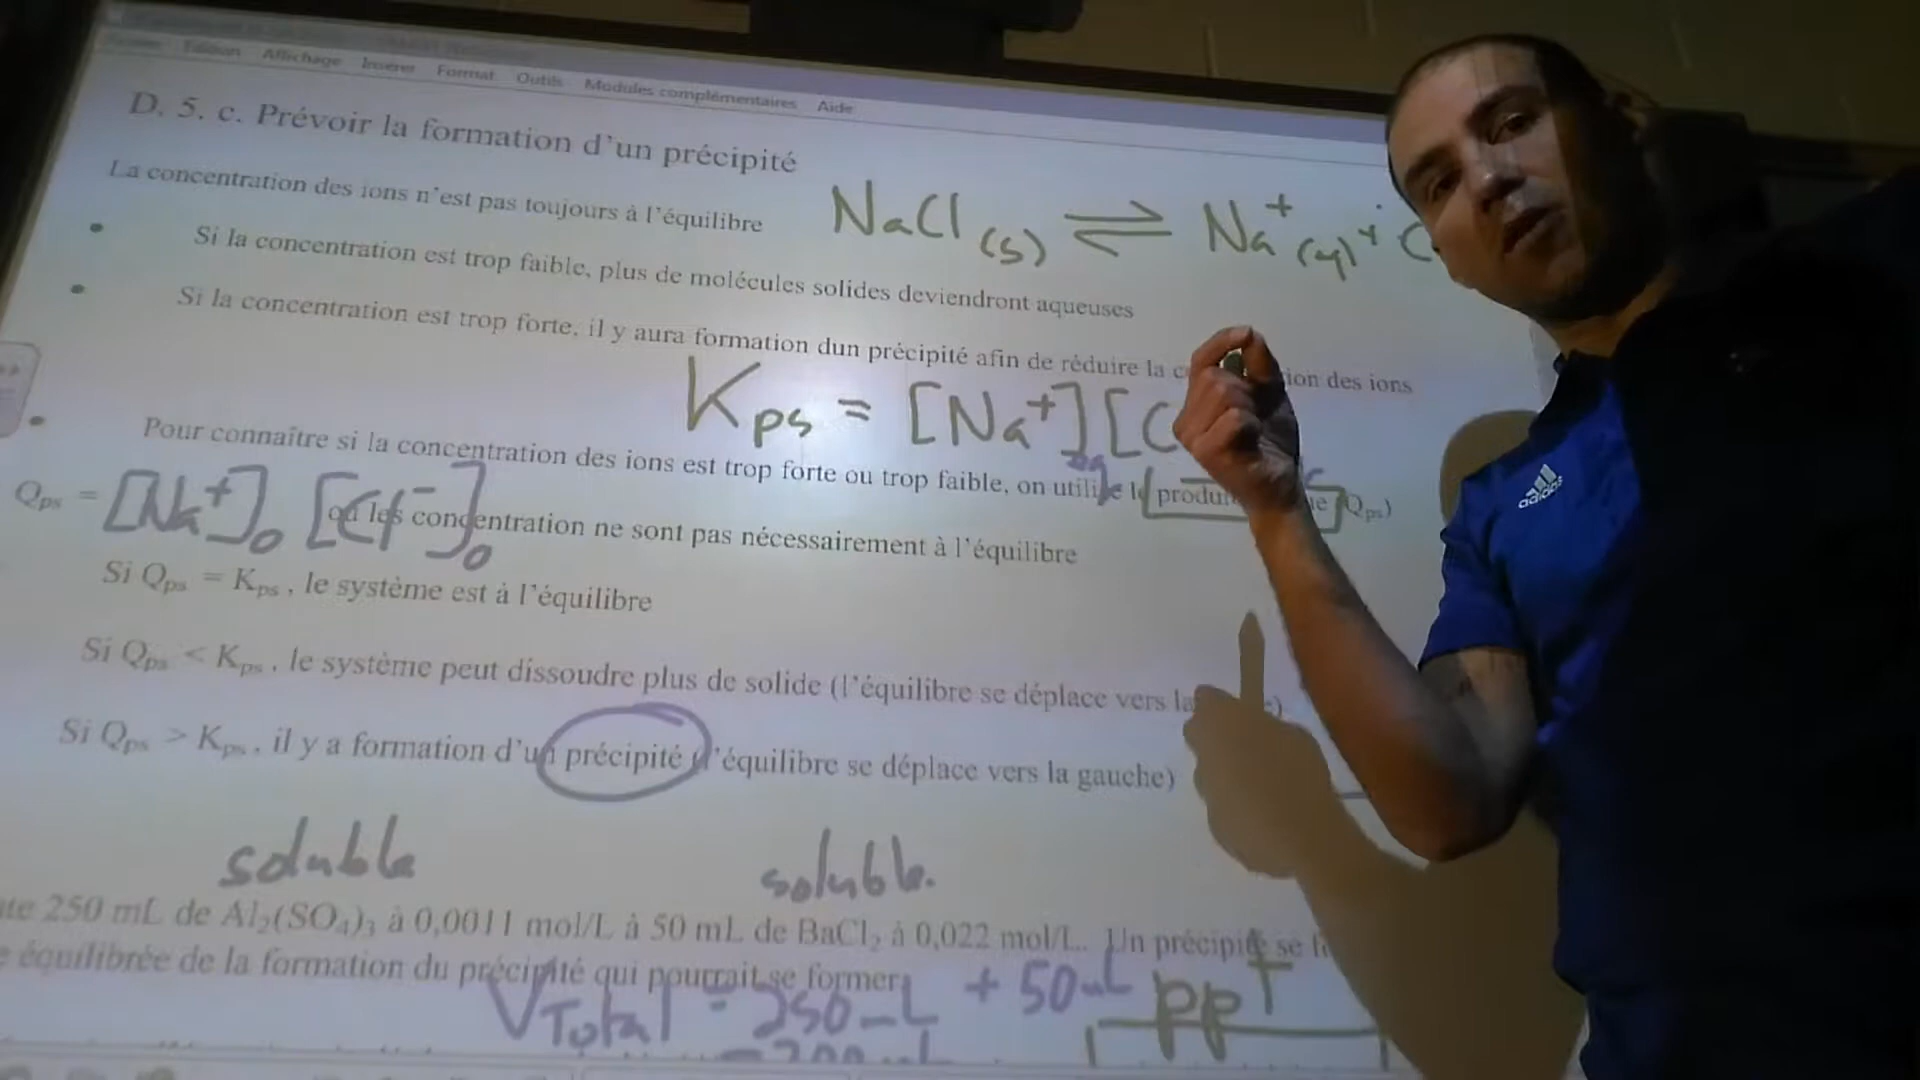 Édition Affichage Insérer Format Outils Modules complémentaires Aide
D. 5. c. Prévoir la formation d'un précipité
La concentration des ions n'est pas toujours à l'équilibre
NaCl (s) ⇌ Na+ (aq) +
• Si la concentration est trop faible, plus de molécules solides deviendront aqueuses
• Si la concentration est trop forte, il y aura formation dun précipité afin de réduire la ion des ions
Kps = [Na+] [C
• Pour connaître si la concentration des ions est trop forte ou trop faible, on utilise le (Qps)
Qps = [Na+]o [Cl-]o où les concentration ne sont pas nécessairement à l'équilibre
Si Qps = Kps, le système est à l'équilibre
Si Qps < Kps, le système peut dissoudre plus de solide (l'équilibre se déplace vers la
Si Qps > Kps, il y a formation d'un précipité (l'équilibre se déplace vers la gauche)
soluble soluble.
250 mL de Al2(SO4)3 à 0,0011 mol/L à 50 mL de BaCl2 à 0,022 mol/L. Un précipité se
équilibrée de la formation du précipité qui pourrait se former
VTotal = 250 mL + 50 mL ppT
adidas